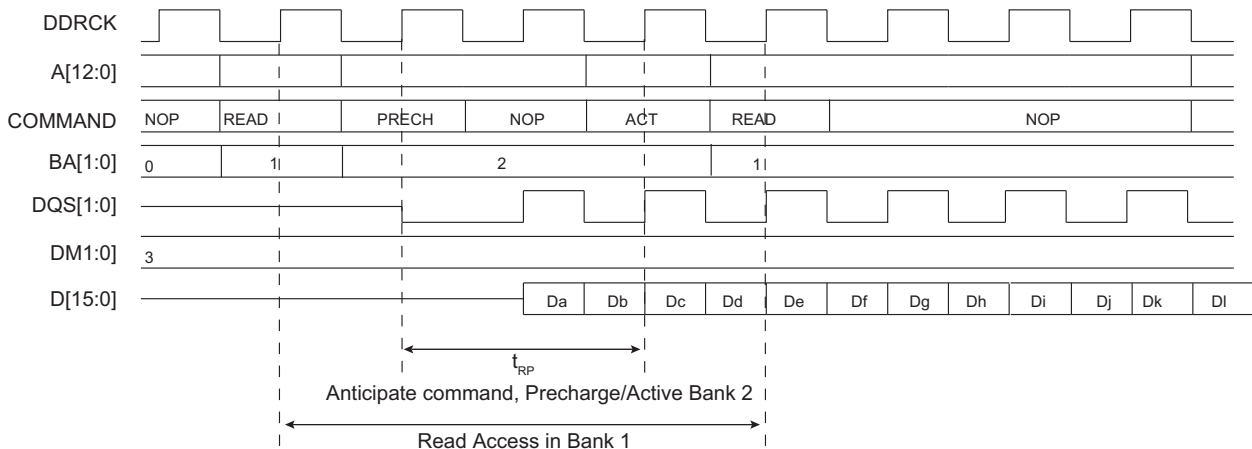 DDRCK
A[12:0]
COMMAND NOP READ PRECH NOP ACT READ NOP
BA[1:0] 0 1 2 1
DQS[1:0]
DM1:0] 3
D[15:0] Da Db Dc Dd De Df Dg Dh Di Dj Dk Dl
tRP
Anticipate command, Precharge/Active Bank 2
Read Access in Bank 1